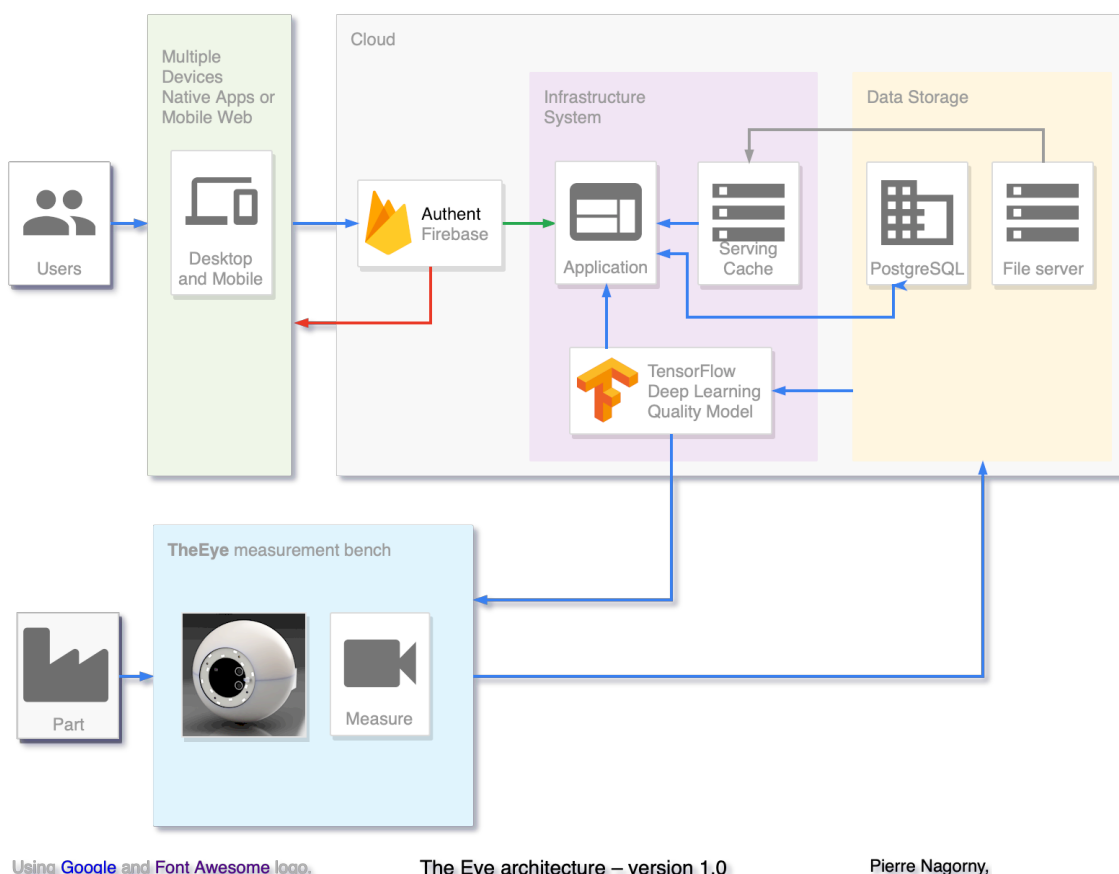 Cloud
Multiple
Devices
Native Apps or
Mobile Web
Infrastructure
System
Data Storage
Users
Desktop
and Mobile
Authent
Firebase
Application
Serving
Cache
PostgreSQL
File server
TensorFlow
Deep Learning
Quality Model
TheEye measurement bench
Part
Measure
Using Google and Font Awesome logo.
The Eye architecture – version 1.0
Pierre Nagorny,